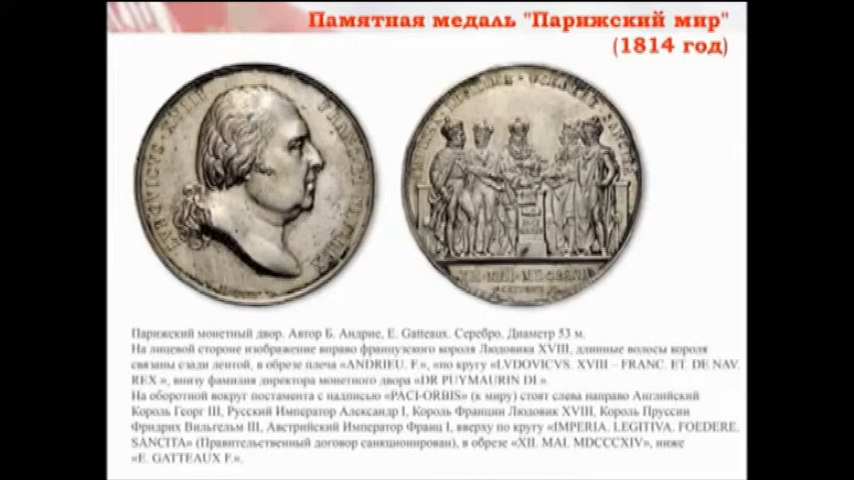 Памятная медаль "Парижский мир"
(1814 год)
LVDOVICVS XVIII
Парижский монетный двор. Автор Б. Андрие, E. Gatteaux. Серебро. Диаметр 53 м.
На лицевой стороне изображение вправо французского короля Людовика XVIII, длинные волосы короля
связаны сзади лентой, в обрезе плеча «ANDRIEU. F.», «по кругу «LVDOVICVS. XVIII – FRANC. ET. DE NAV.
REX », внизу фамилия директора монетного двора «DR PUYMAURIN DI.».
На оборотной вокруг постамента с надписью «PACI-ORBIS» (к миру) стоят слева направо Английский
Король Георг III, Русский Император Александр I, Король Франции Людовик XVIII, Король Пруссии
Фридрих Вильгельм III, Австрийский Император Франц I, вверху по кругу «IMPERIA. LEGITIVA. FOEDERE.
SANCITA» (Правительственный договор санкционирован), в обрезе «XII. MAI. MDCCCXIV», ниже
«E. GATTEAUX F.».